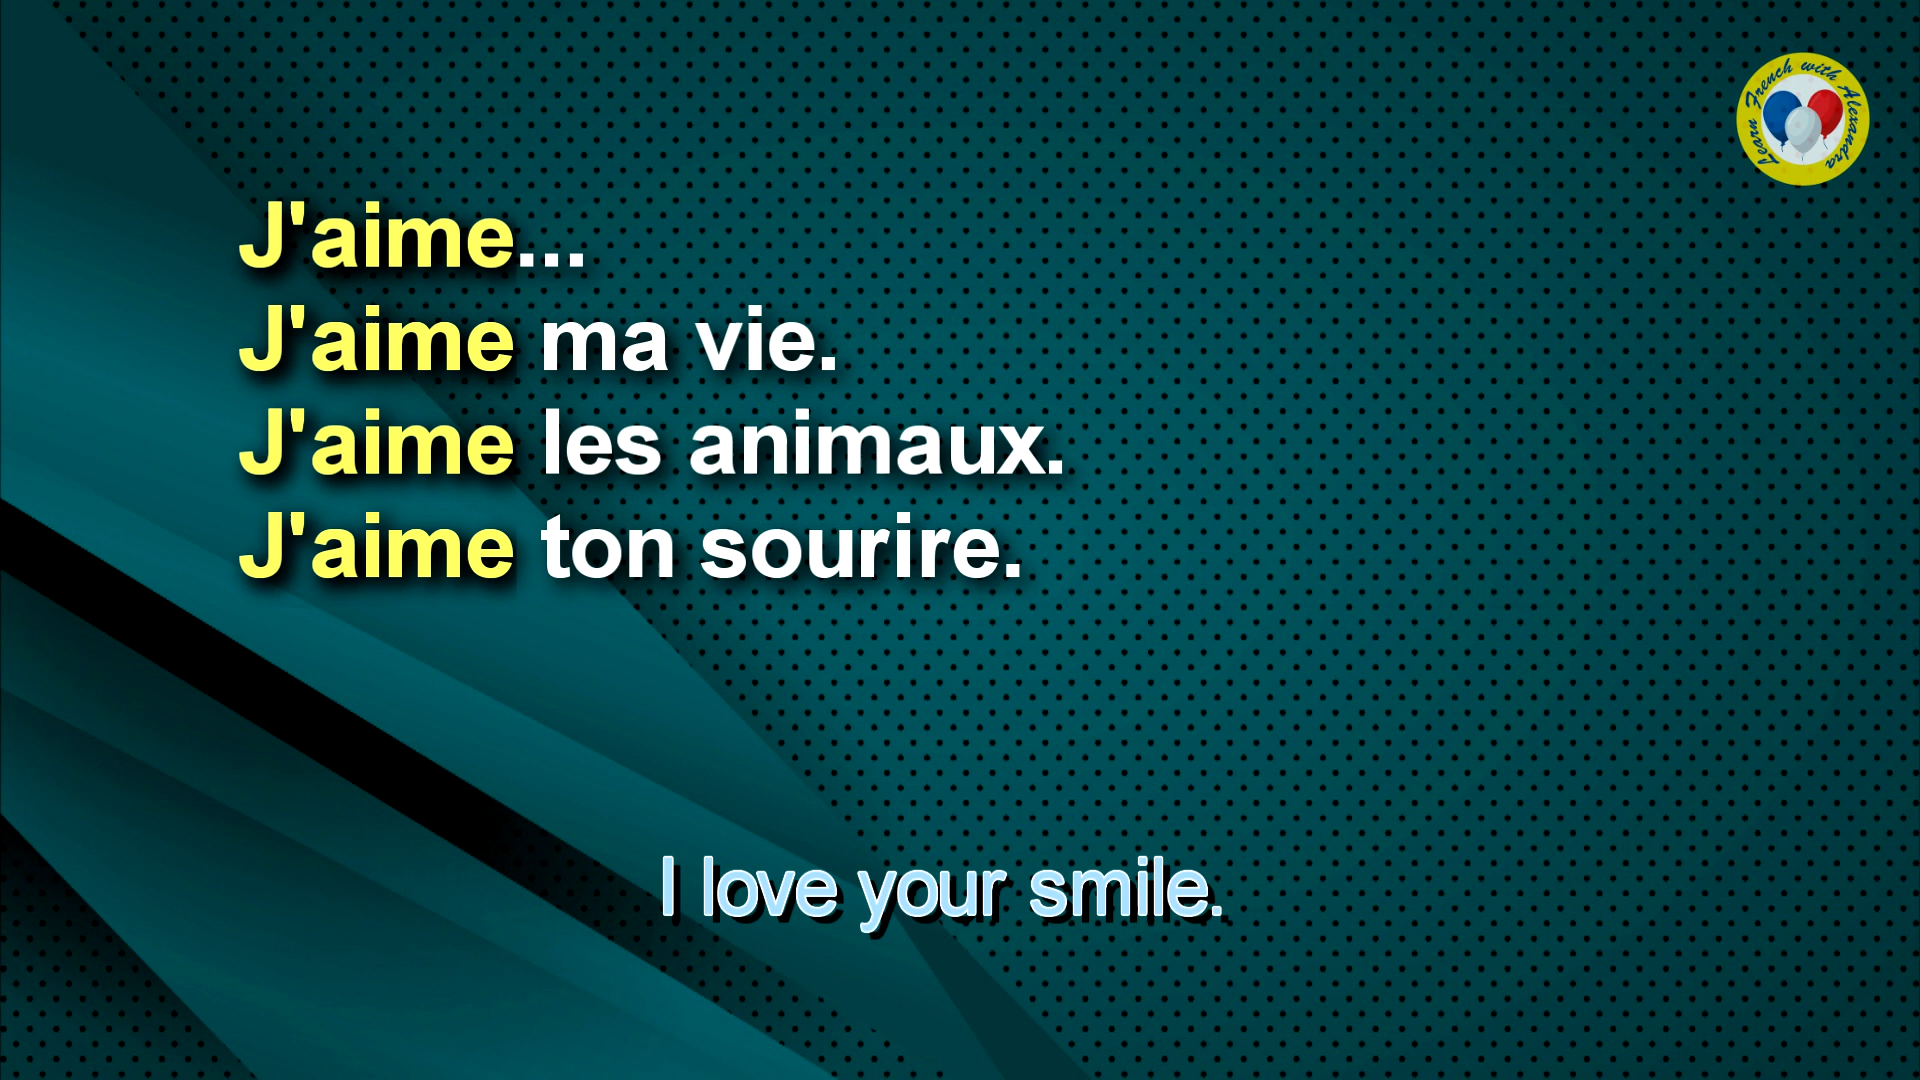 Learn French with Alexandra
J'aime...
J'aime ma vie.
J'aime les animaux.
J'aime ton sourire.
I love your smile.